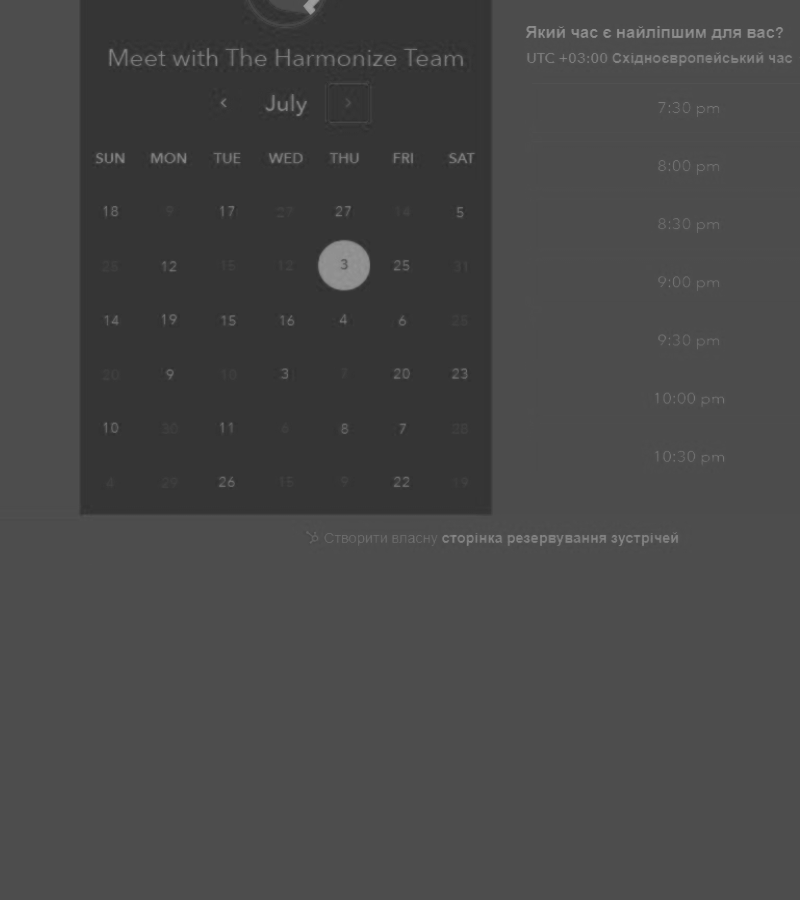 Meet with The Harmonize Team
July
SUN MON TUE WED THU FRI SAT
18 9 17 27 27 14 5
12 15 12 3 25 31
14 19 15 16 4 6
20 9 10 3 7 20 23
10 30 11 8 7
4 29 26 15 9 22 19
Який час є найліпшим для вас?
UTC +03:00 Східноєвропейський час
7:30 pm
8:00 pm
8:30 pm
9:00 pm
9:30 pm
10:00 pm
10:30 pm
Створити власну сторінка резервування зустрічей